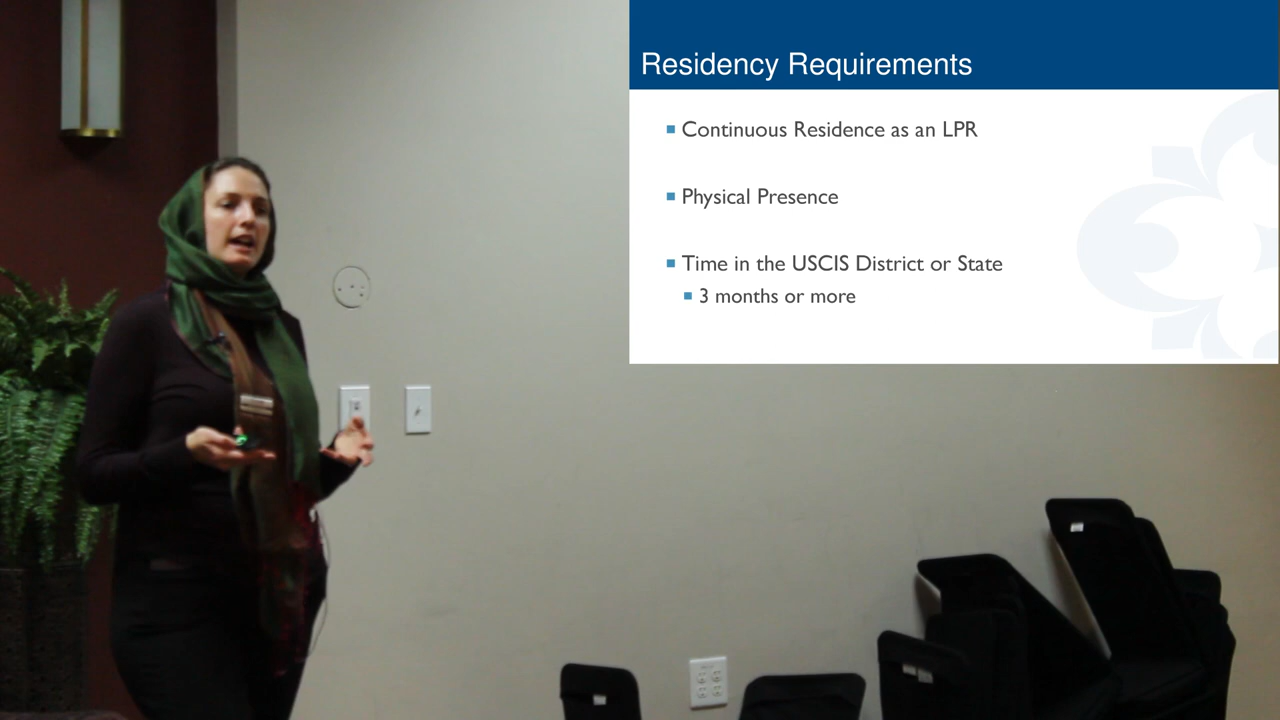 Residency Requirements
Continuous Residence as an LPR
Physical Presence
Time in the USCIS District or State
3 months or more